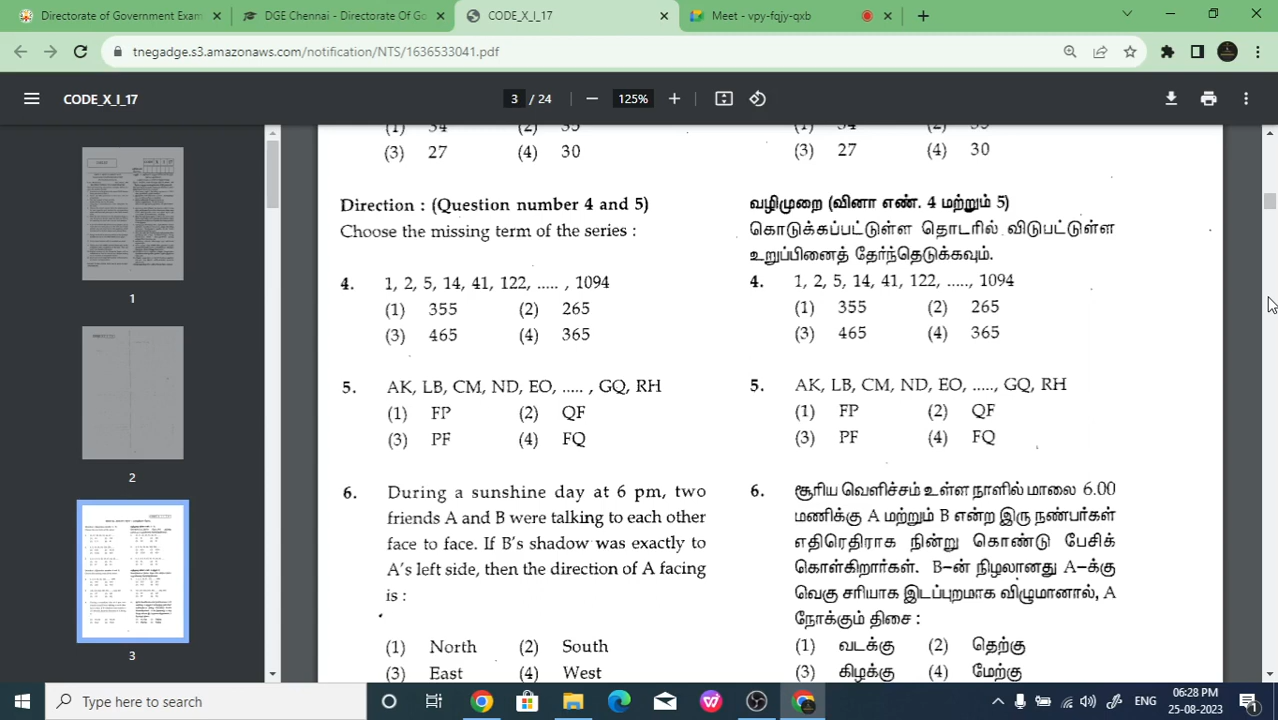 Directorate of Government Exam
DGE Chennai - Directorate Of Go
CODE_X_I_17
Meet - vpy-fqjy-qxb
tnegadge.s3.amazonaws.com/notification/NTS/1636533041.pdf
CODE_X_I_17
3 / 24
125%
(1) 34 (2) 35
(3) 27 (4) 30
Direction : (Question number 4 and 5)
Choose the missing term of the series :
4. 1, 2, 5, 14, 41, 122, ..... , 1094
(1) 355 (2) 265
(3) 465 (4) 365
5. AK, LB, CM, ND, EO, ..... , GQ, RH
(1) FP (2) QF
(3) PF (4) FQ
6. During a sunshine day at 6 pm, two
friends A and B were talking to each other
face to face. If B's shadow was exactly to
A's left side, then the direction of A facing
is :
(1) North (2) South
(3) East (4) West
(1) 34 (2) 35
(3) 27 (4) 30
வழிமுறை (வினா எண். 4 மற்றும் 5)
கொடுக்கப்பட்டுள்ள தொடரில் விடுபட்டுள்ள
உறுப்பினைத் தேர்ந்தெடுக்கவும்.
4. 1, 2, 5, 14, 41, 122, ....., 1094
(1) 355 (2) 265
(3) 465 (4) 365
5. AK, LB, CM, ND, EO, ....., GQ, RH
(1) FP (2) QF
(3) PF (4) FQ
6. சூரிய வெளிச்சம் உள்ள நாளில் மாலை 6.00
மணிக்கு A மற்றும் B என்ற இரு நண்பர்கள்
எதிரெதிராக நின்று கொண்டு பேசிக்
கொள்கிறார்கள். B–ன் நிழலானது A–க்கு
வெகு சரியாக இடப்புறமாக விழுமானால், A
நோக்கும் திசை :
(1) வடக்கு (2) தெற்கு
(3) கிழக்கு (4) மேற்கு
1
2
3
Type here to search
ENG
06:28 PM
25-08-2023
1